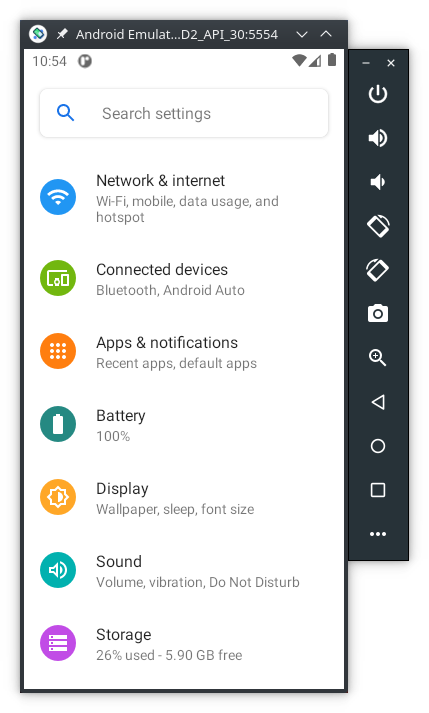 Android Emulat...D2_API_30:5554
10:54
Search settings
Network & internet
Wi-Fi, mobile, data usage, and
hotspot
Connected devices
Bluetooth, Android Auto
Apps & notifications
Recent apps, default apps
Battery
100%
Display
Wallpaper, sleep, font size
Sound
Volume, vibration, Do Not Disturb
Storage
26% used - 5.90 GB free